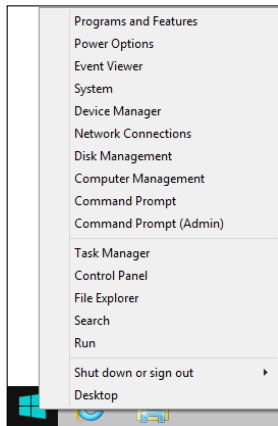 Programs and Features
Power Options
Event Viewer
System
Device Manager
Network Connections
Disk Management
Computer Management
Command Prompt
Command Prompt (Admin)
Task Manager
Control Panel
File Explorer
Search
Run
Shut down or sign out
Desktop